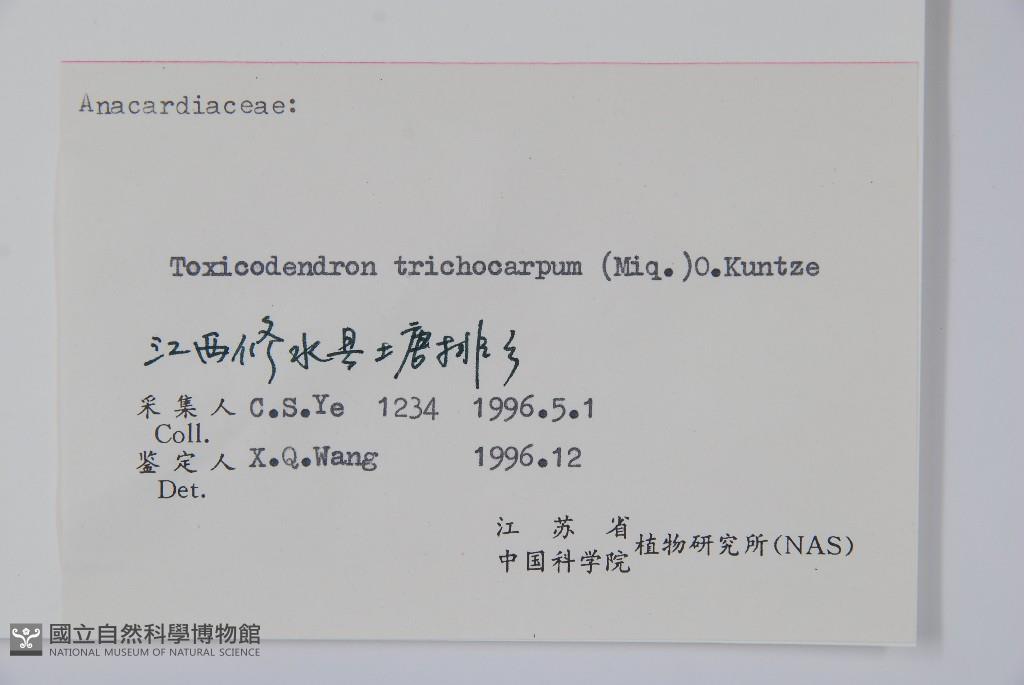 Anacardiaceae:
Toxicodendron trichocarpum (Miq.)O.Kuntze
江西修水县土塘排乡
采集人 C.S.Ye 1234 1996.5.1
Coll.
鉴定人 X.Q.Wang 1996.12
Det.
江苏省
中国科学院 植物研究所(NAS)
國立自然科學博物館
NATIONAL MUSEUM OF NATURAL SCIENCE